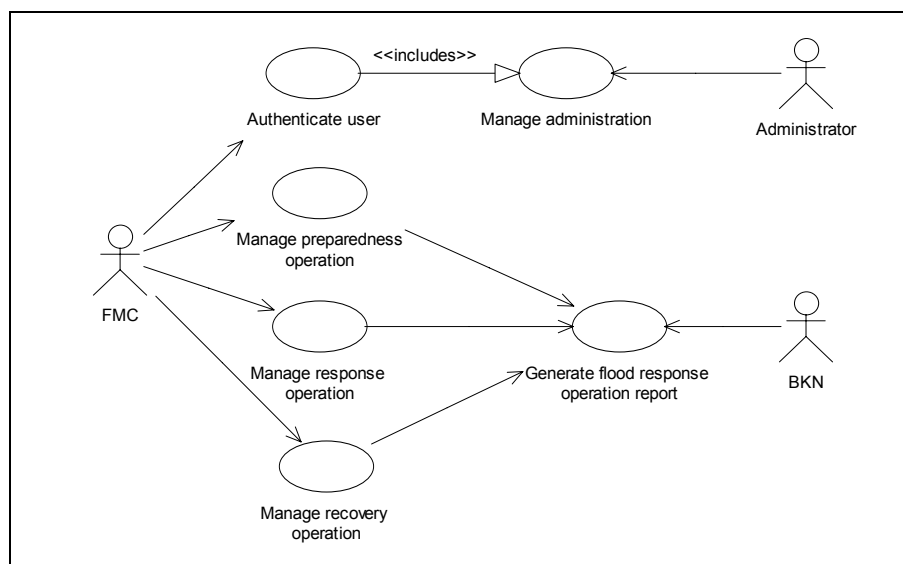 <<includes>>
Authenticate user
Manage administration
Administrator
Manage preparedness
operation
FMC
Manage response
operation
Generate flood response
operation report
BKN
Manage recovery
operation